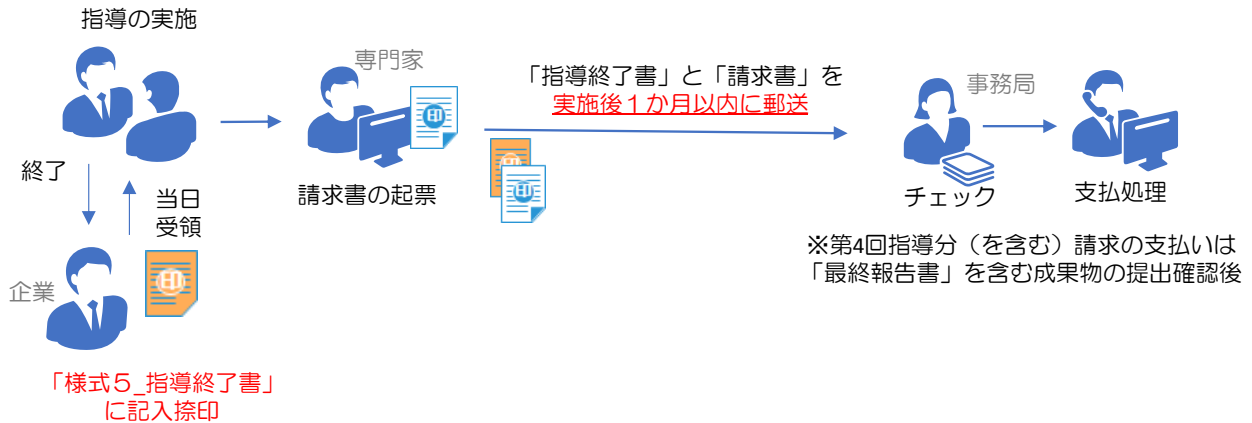 指導の実施
専門家
「指導終了書」と「請求書」を
実施後１か月以内に郵送
事務局
印
終了
当日
受領
請求書の起票
印
印
チェック
支払処理
※第4回指導分（を含む）請求の支払いは
「最終報告書」を含む成果物の提出確認後
企業
印
「様式５_指導終了書」
に記入捺印